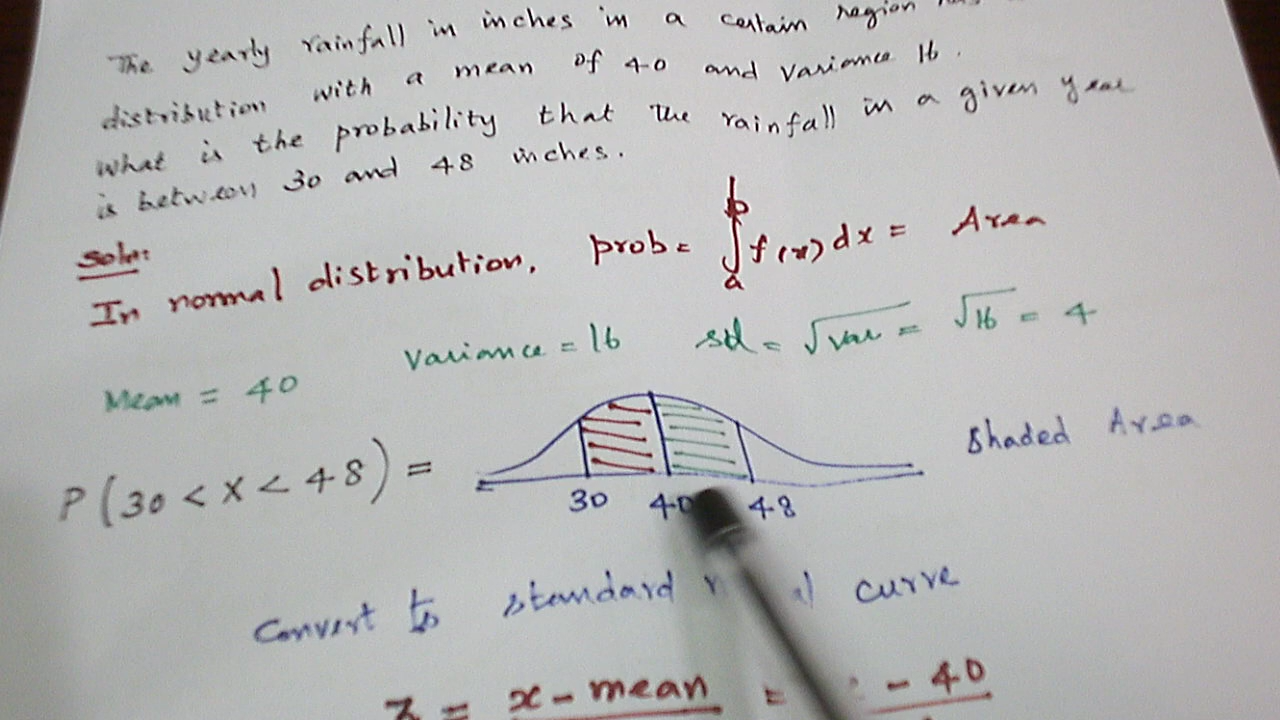 The yearly rainfall in inches in a certain region
distribution with a mean of 40 and variance 16.
What is the probability that the rainfall in a given year
is between 30 and 48 inches.
Soln:
In normal distribution, prob = ∫ₐᵇ f(x) dx = Area
Mean = 40 Variance = 16 sd = √var = √16 = 4
P(30 < X < 48) = Shaded Area
30 40 48
Convert to standard curve
z = x - mean = - 40